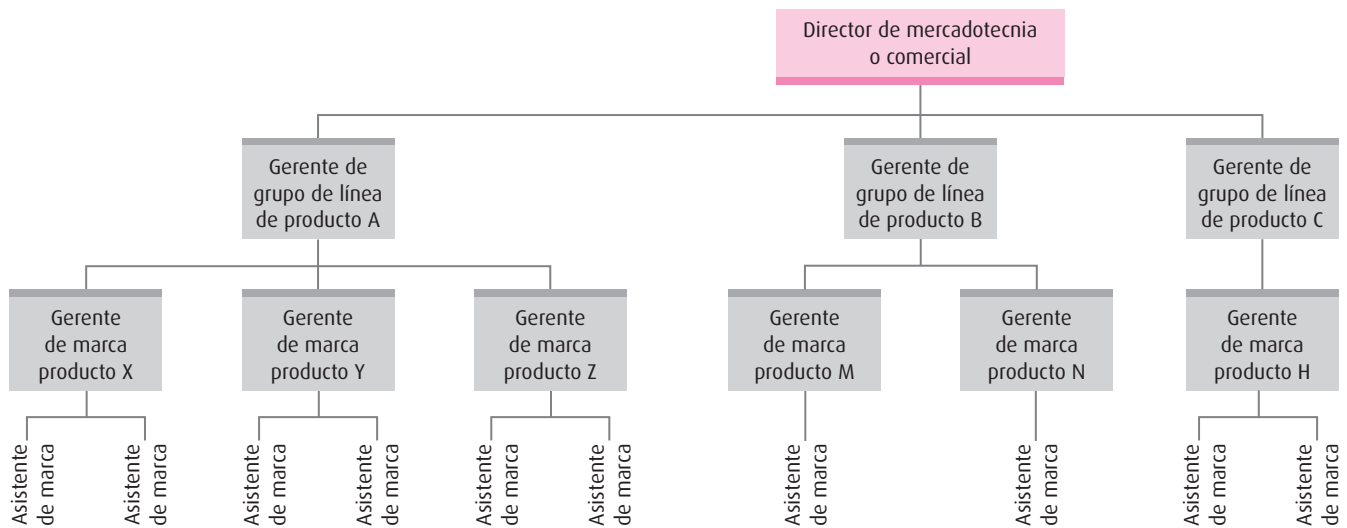 Director de mercadotecnia
o comercial
Gerente de
grupo de línea
de producto A
Gerente de
grupo de línea
de producto B
Gerente de
grupo de línea
de producto C
Gerente
de marca
producto X
Gerente
de marca
producto Y
Gerente
de marca
producto Z
Gerente
de marca
producto M
Gerente
de marca
producto N
Gerente
de marca
producto H
Asistente
de marca
Asistente
de marca
Asistente
de marca
Asistente
de marca
Asistente
de marca
Asistente
de marca
Asistente
de marca
Asistente
de marca
Asistente
de marca
Asistente
de marca